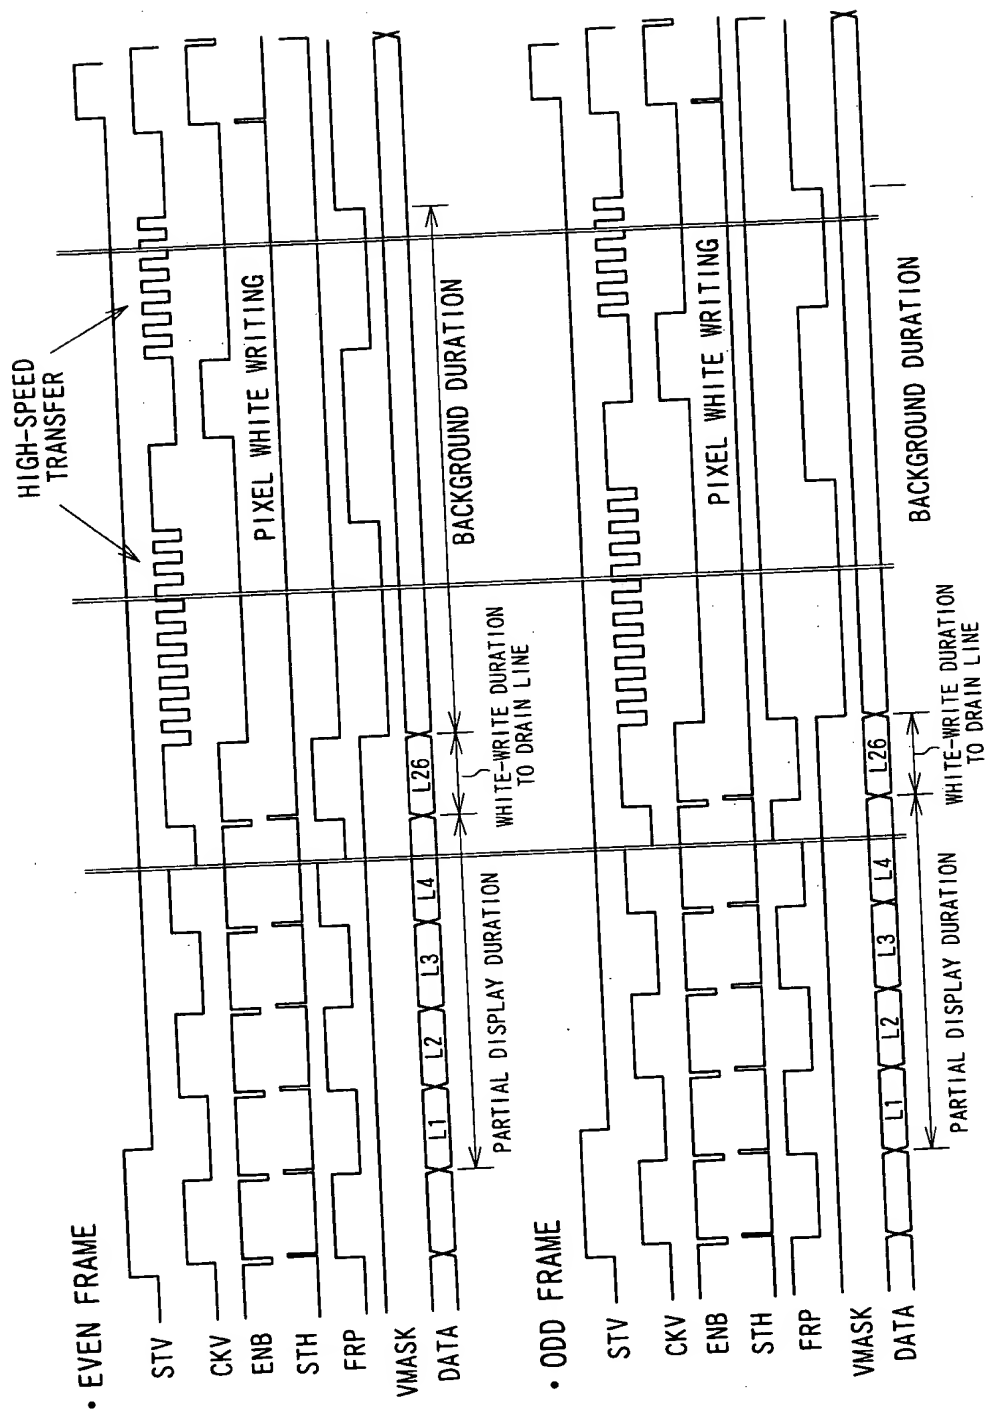 • EVEN FRAME
HIGH-SPEED
TRANSFER
STV
CKV
ENB
PIXEL WHITE WRITING
STH
FRP
VMASK
DATA
L1
L2
L3
L4
L26
PARTIAL DISPLAY DURATION
WHITE-WRITE DURATION
TO DRAIN LINE
BACKGROUND DURATION
• ODD FRAME
STV
CKV
ENB
PIXEL WHITE WRITING
STH
FRP
VMASK
DATA
L1
L2
L3
L4
L26
PARTIAL DISPLAY DURATION
WHITE-WRITE DURATION
TO DRAIN LINE
BACKGROUND DURATION